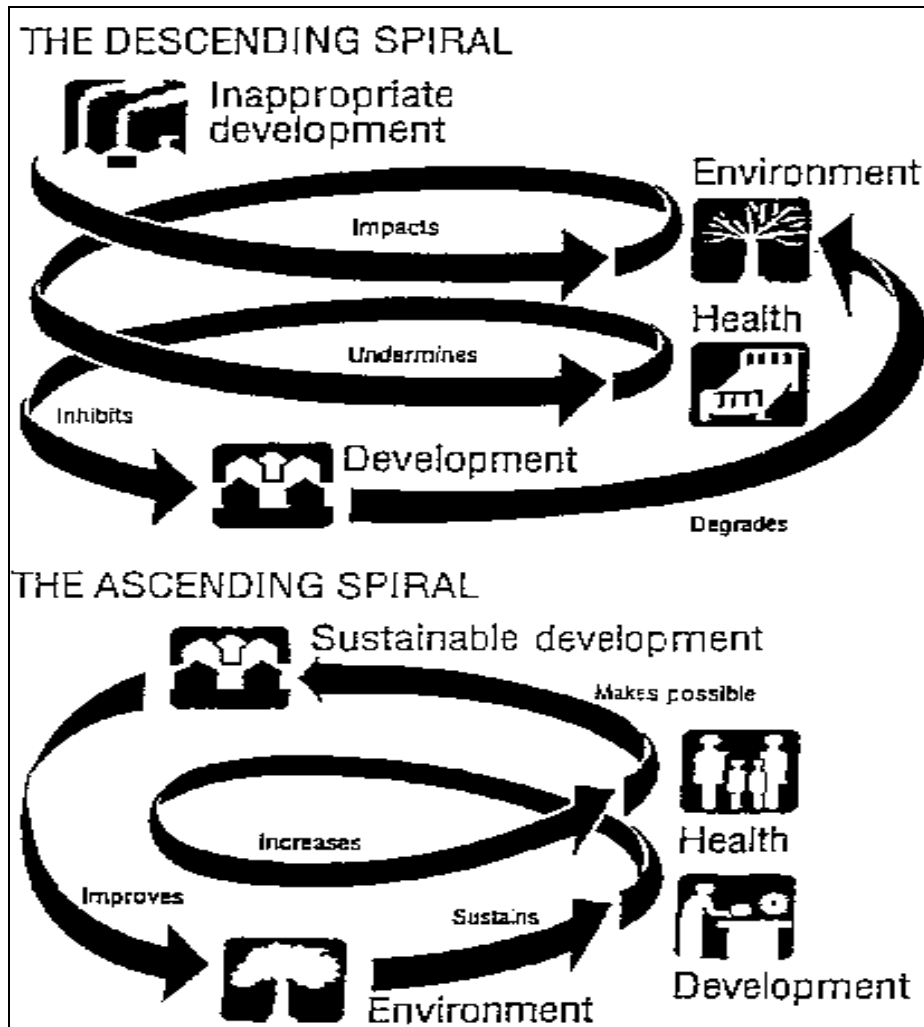 THE DESCENDING SPIRAL
Inappropriate
development
Environment
Impacts
Health
Undermines
Inhibits
Development
Degrades
THE ASCENDING SPIRAL
Sustainable development
Makes possible
Increases
Health
Improves
Sustains
Environment
Development